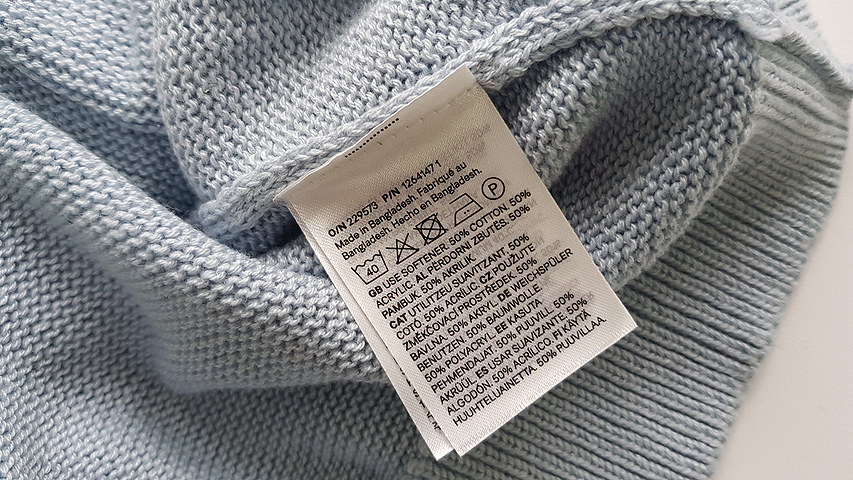 O/N 229573 P/N 12641471
Made in Bangladesh. Fabriqué au
Bangladesh. Hecho en Bangladesh.
40 P
GB USE SOFTENER. 50% COTTON. 50%
ACRYLIC. AL PËRDORNI ZBUTËS. 50%
PAMBUK. 50% AKRILIK.
CAT UTILITZEU SUAVITZANT. 50%
COTÓ. 50% ACRÍLIC. CZ POUŽIJTE
ZMĚKČOVACÍ PROSTŘEDEK. 50%
BAVLNA. 50% AKRYL. DE WEICHSPÜLER
BENUTZEN. 50% BAUMWOLLE.
50% POLYACRYL. EE KASUTA
PEHMENDAJAT. 50% PUUVILL. 50%
AKRÜÜL. ES USAR SUAVIZANTE. 50%
ALGODÓN. 50% ACRÍLICO. FI KÄYTÄ
HUUHTELUAINETTA. 50% PUUVILLAA.